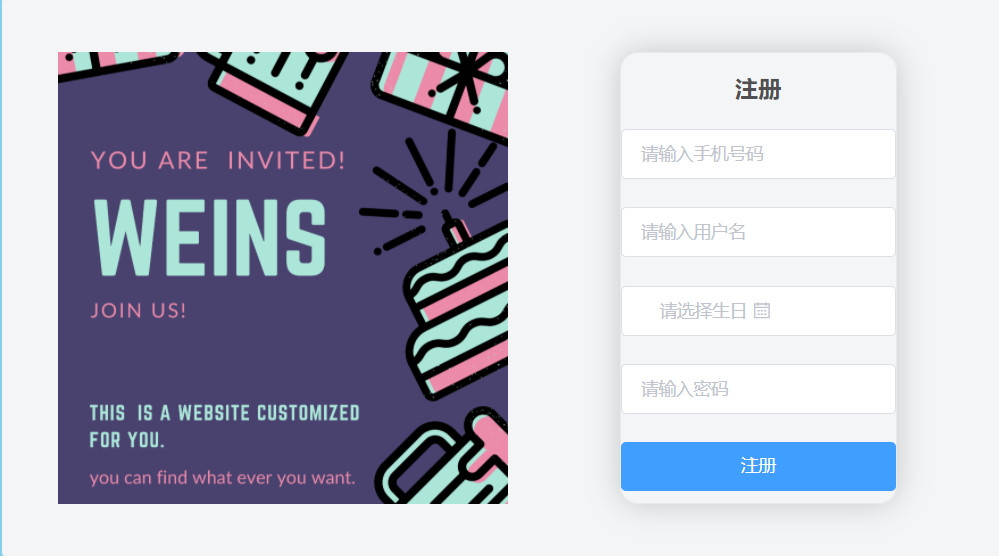 YOU ARE INVITED!
WEINS
JOIN US!
THIS IS A WEBSITE CUSTOMIZED
FOR YOU.
you can find what ever you want.
注册
请输入手机号码
请输入用户名
请选择生日
请输入密码
注册